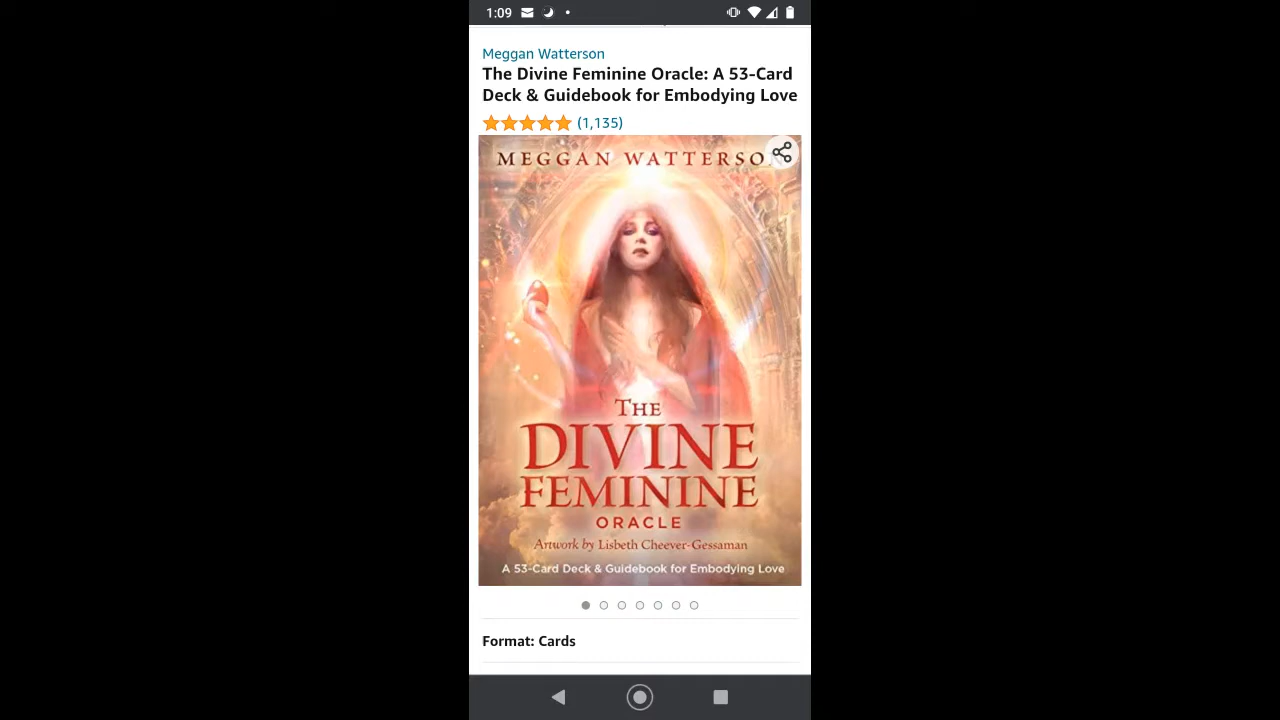 1:09
Meggan Watterson
The Divine Feminine Oracle: A 53-Card
Deck & Guidebook for Embodying Love
(1,135)
MEGGAN WATTERSON
THE
DIVINE
FEMININE
ORACLE
Artwork by Lisbeth Cheever-Gessaman
A 53-Card Deck & Guidebook for Embodying Love
Format: Cards